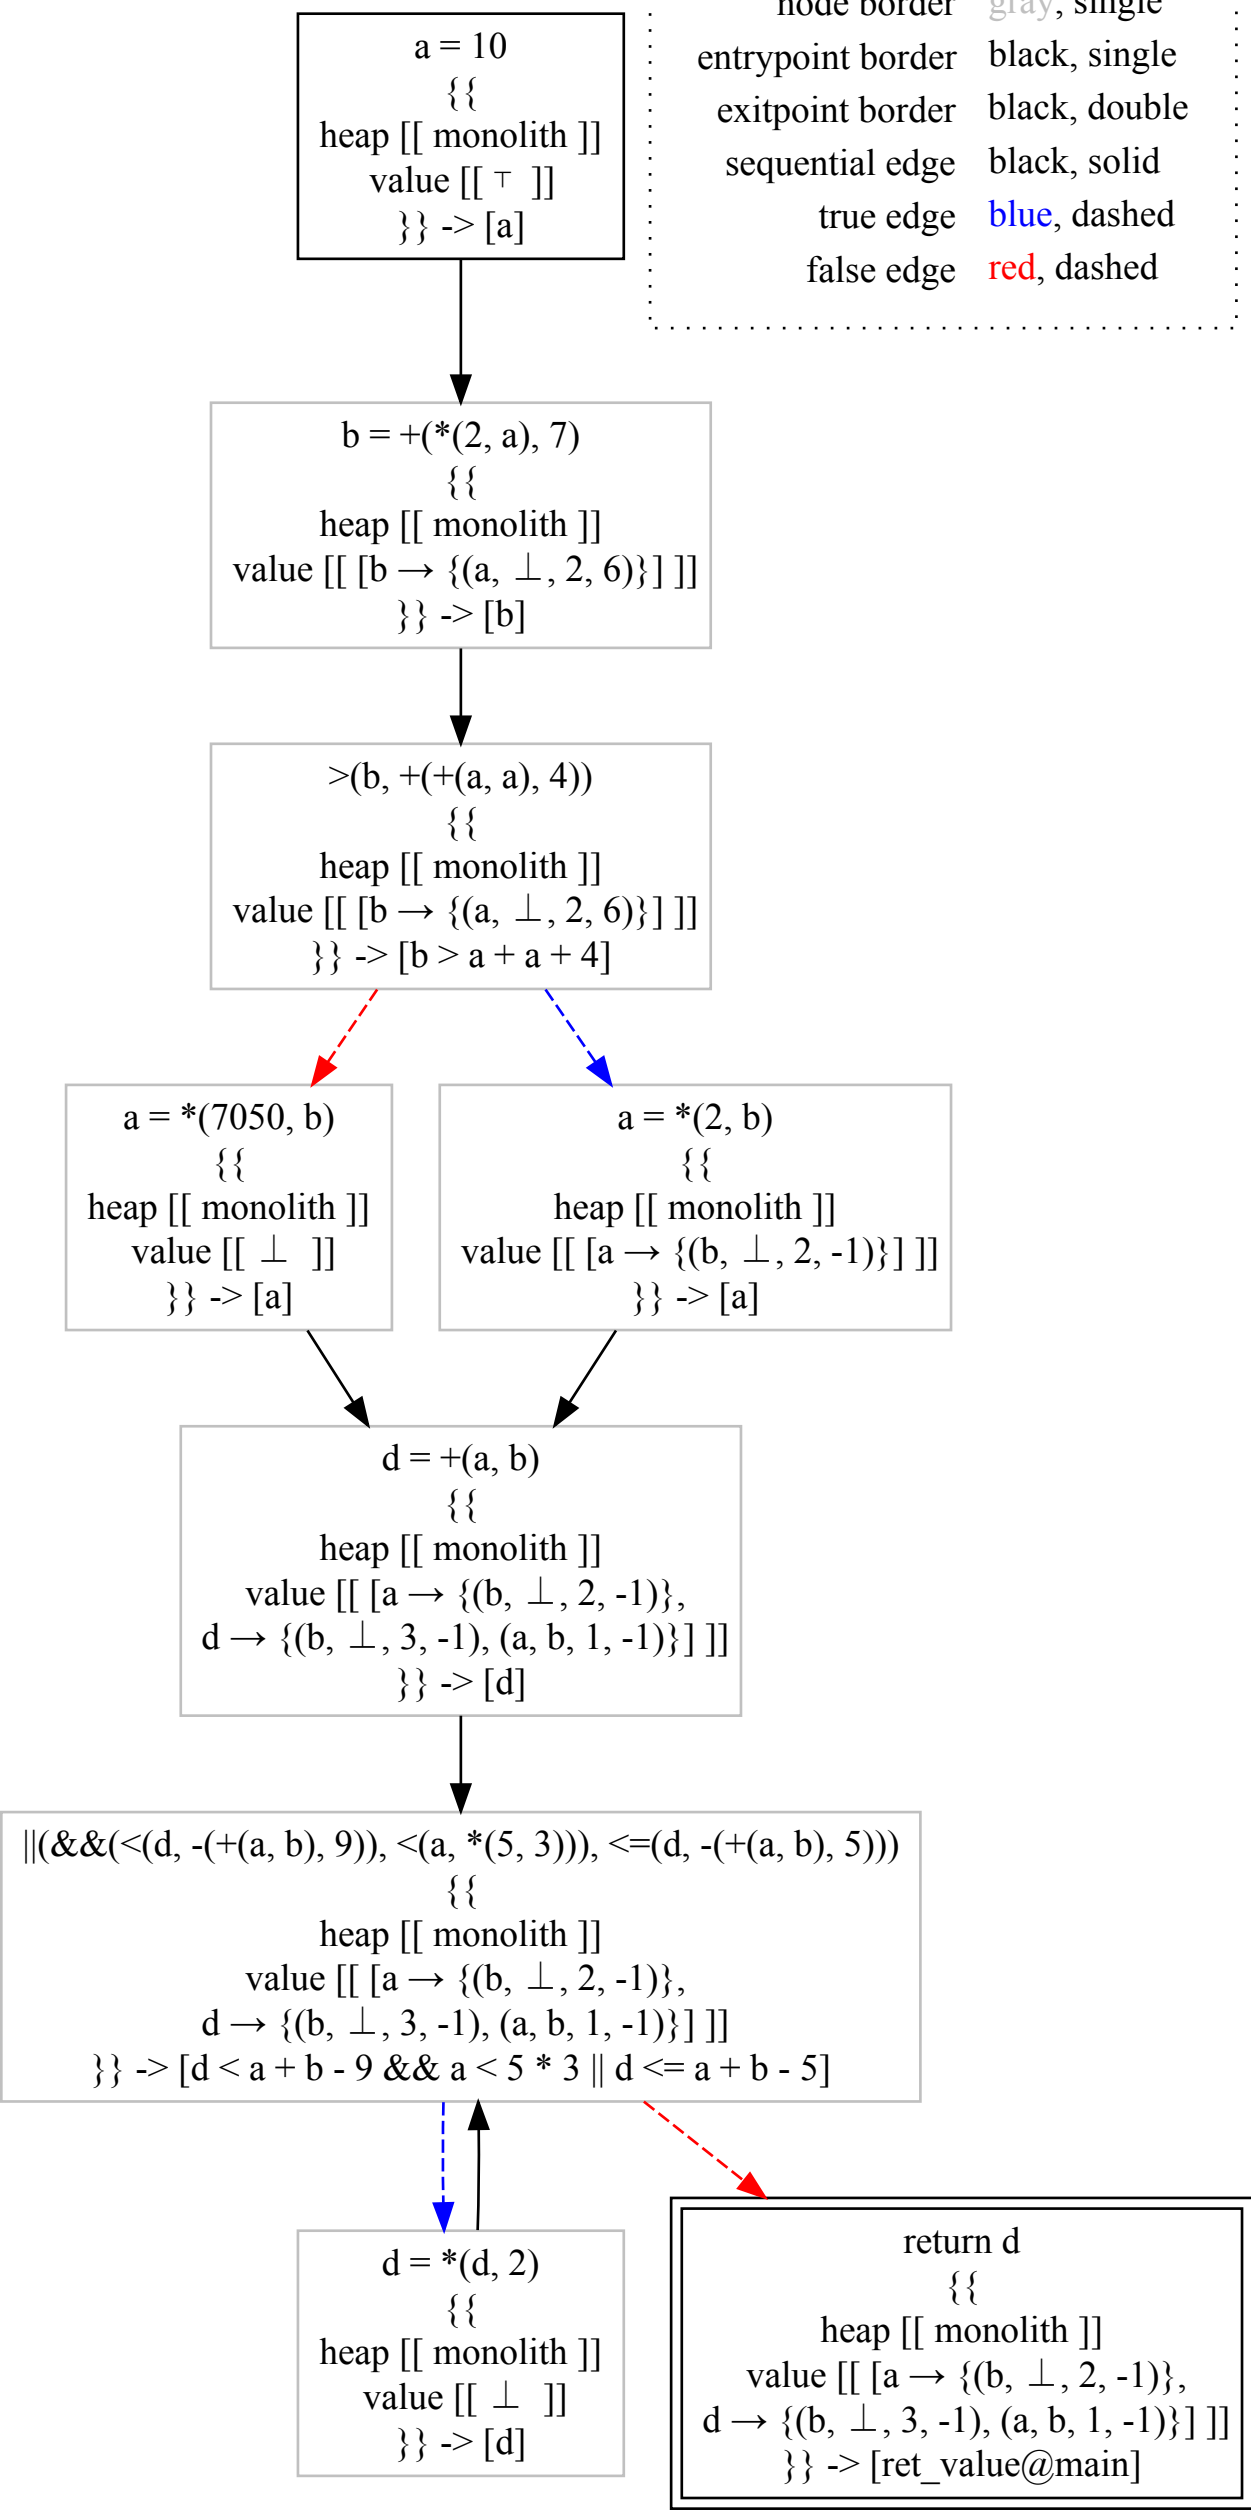 a = 10
{{
heap [[ monolith ]]
value [[ ⊤ ]]
}} -> [a]
node border gray, single
entrypoint border black, single
exitpoint border black, double
sequential edge black, solid
true edge blue, dashed
false edge red, dashed
b = +(*(2, a), 7)
{{
heap [[ monolith ]]
value [[ [b → {(a, ⊥, 2, 6)}] ]]
}} -> [b]
>(b, +(+(a, a), 4))
{{
heap [[ monolith ]]
value [[ [b → {(a, ⊥, 2, 6)}] ]]
}} -> [b > a + a + 4]
a = *(7050, b)
{{
heap [[ monolith ]]
value [[ ⊥ ]]
}} -> [a]
a = *(2, b)
{{
heap [[ monolith ]]
value [[ [a → {(b, ⊥, 2, -1)}] ]]
}} -> [a]
d = +(a, b)
{{
heap [[ monolith ]]
value [[ [a → {(b, ⊥, 2, -1)},
d → {(b, ⊥, 3, -1), (a, b, 1, -1)}] ]]
}} -> [d]
||(&&(<(d, -(+(a, b), 9)), <(a, *(5, 3))), <=(d, -(+(a, b), 5)))
{{
heap [[ monolith ]]
value [[ [a → {(b, ⊥, 2, -1)},
d → {(b, ⊥, 3, -1), (a, b, 1, -1)}] ]]
}} -> [d < a + b - 9 && a < 5 * 3 || d <= a + b - 5]
d = *(d, 2)
{{
heap [[ monolith ]]
value [[ ⊥ ]]
}} -> [d]
return d
{{
heap [[ monolith ]]
value [[ [a → {(b, ⊥, 2, -1)},
d → {(b, ⊥, 3, -1), (a, b, 1, -1)}] ]]
}} -> [ret_value@main]